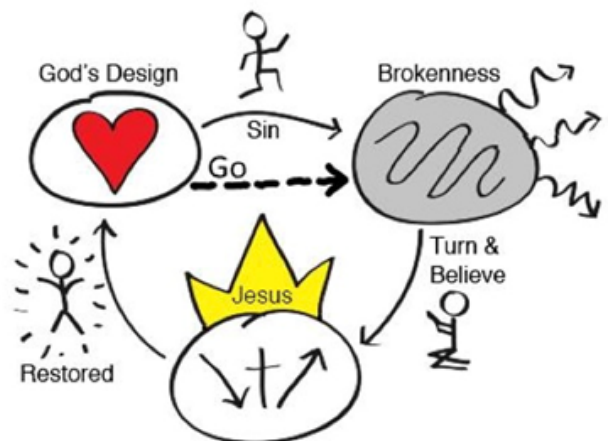 God's Design
Brokenness
Sin
Go
Turn &
Believe
Jesus
Restored